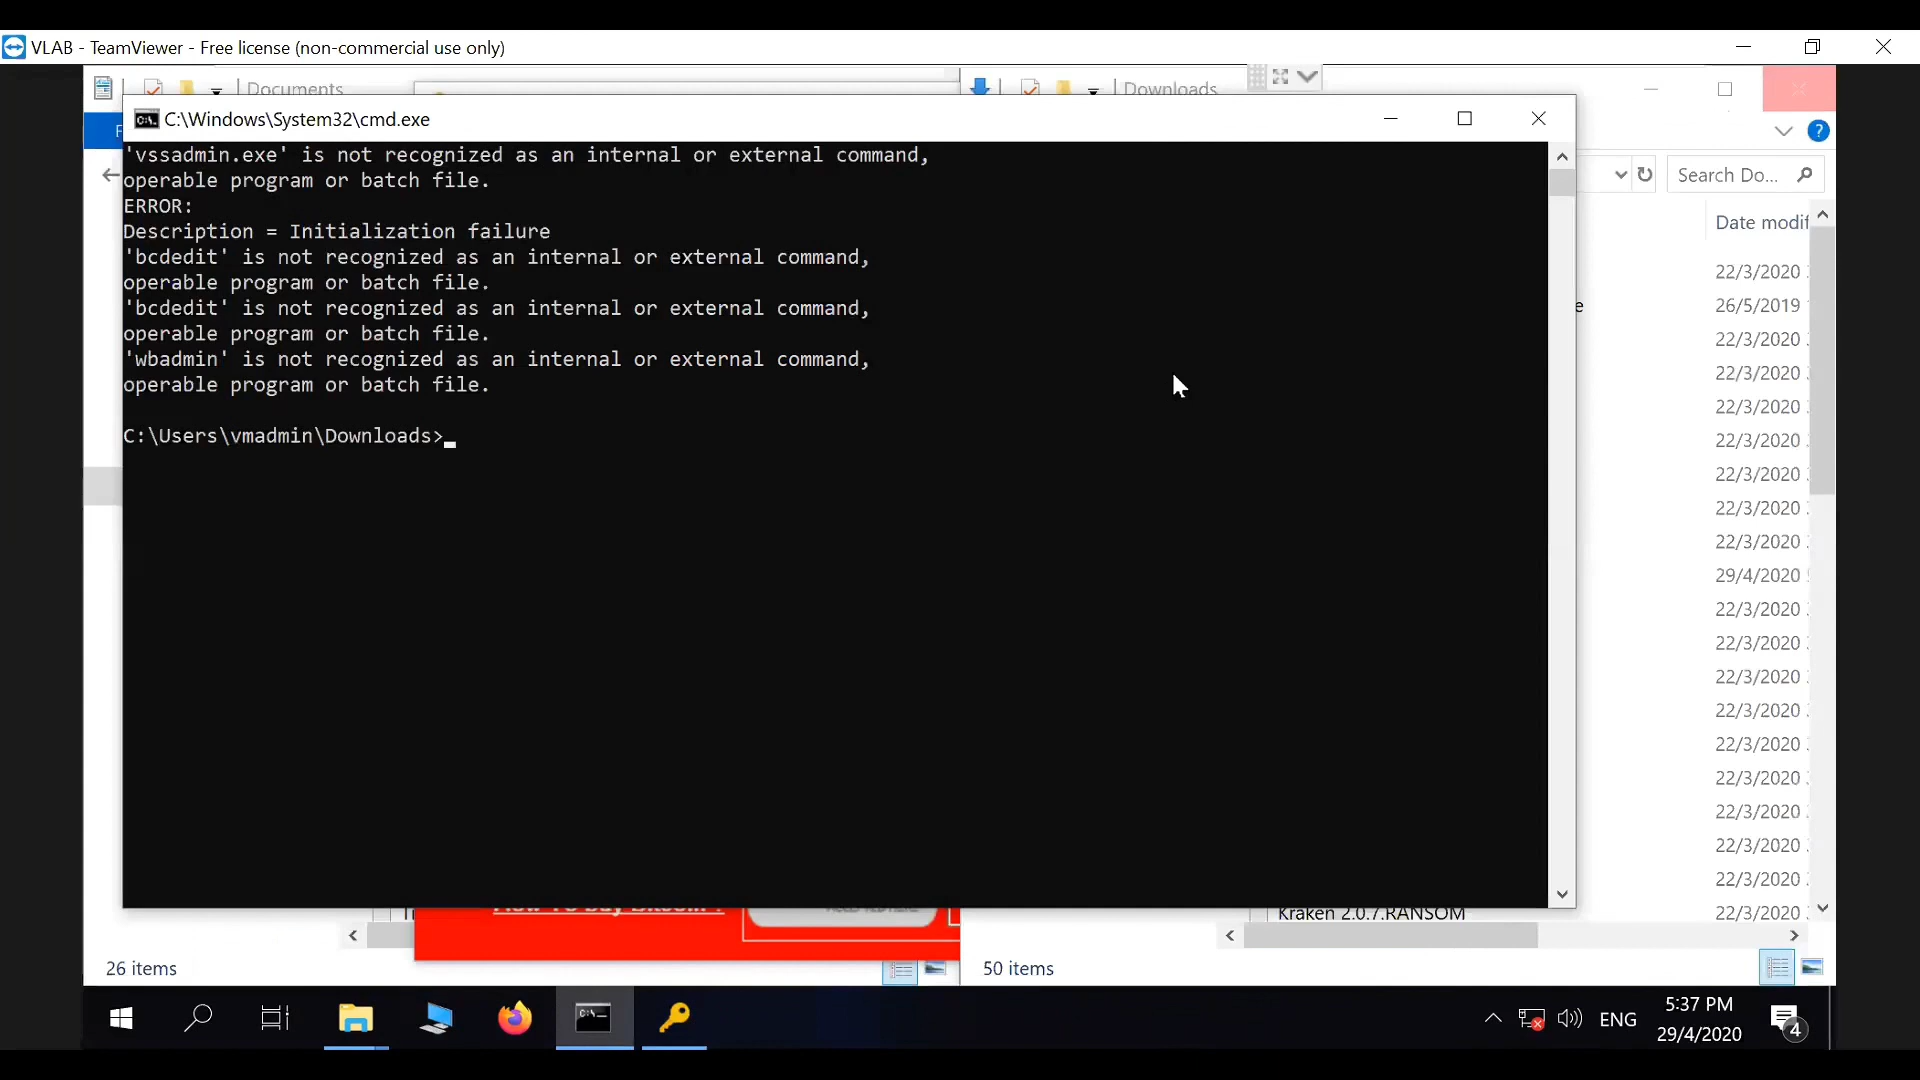 VLAB - TeamViewer - Free license (non-commercial use only)
Documents
Downloads
C:\Windows\System32\cmd.exe
'vssadmin.exe' is not recognized as an internal or external command,
operable program or batch file.
ERROR:
Description = Initialization failure
'bcdedit' is not recognized as an internal or external command,
operable program or batch file.
'bcdedit' is not recognized as an internal or external command,
operable program or batch file.
'wbadmin' is not recognized as an internal or external command,
operable program or batch file.
C:\Users\vmadmin\Downloads>
Search Do...
Date modif
22/3/2020
26/5/2019
22/3/2020
22/3/2020
22/3/2020
22/3/2020
22/3/2020
22/3/2020
22/3/2020
29/4/2020
22/3/2020
22/3/2020
22/3/2020
22/3/2020
22/3/2020
22/3/2020
22/3/2020
22/3/2020
22/3/2020
Kraken 2.0.7.RANSOM
22/3/2020
26 items
50 items
ENG
5:37 PM
29/4/2020
4